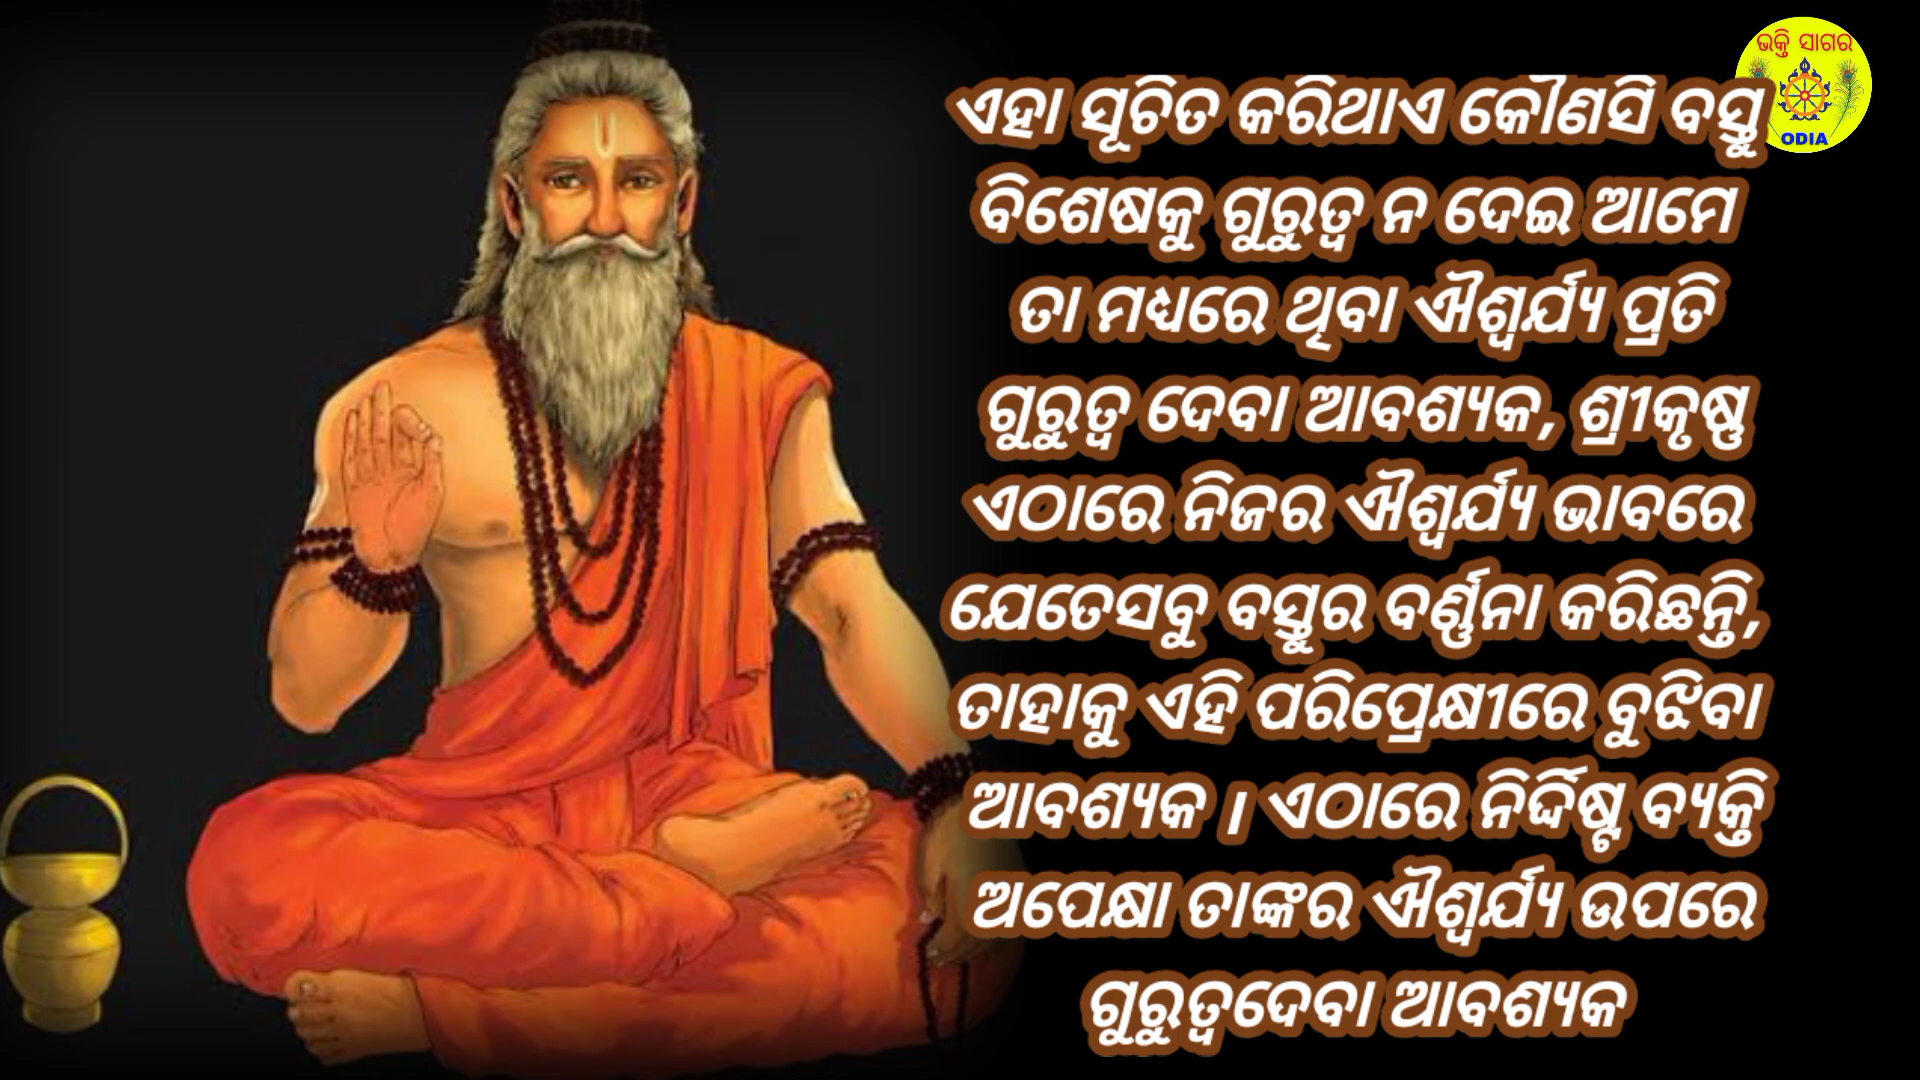 ଭକ୍ତି ସାଗର
ODIA
ଏହା ସୂଚିତ କରିଥାଏ କୌଣସି ବସ୍ତୁ
ବିଶେଷକୁ ଗୁରୁତ୍ୱ ନ ଦେଇ ଆମେ
ତା ମଧ୍ୟରେ ଥିବା ଐଶ୍ୱର୍ଯ୍ୟ ପ୍ରତି
ଗୁରୁତ୍ୱ ଦେବା ଆବଶ୍ୟକ, ଶ୍ରୀକୃଷ୍ଣ
ଏଠାରେ ନିଜର ଐଶ୍ୱର୍ଯ୍ୟ ଭାବରେ
ଯେତେସବୁ ବସ୍ତୁର ବର୍ଣ୍ଣନା କରିଛନ୍ତି,
ତାହାକୁ ଏହି ପରିପ୍ରେକ୍ଷୀରେ ବୁଝିବା
ଆବଶ୍ୟକ । ଏଠାରେ ନିର୍ଦ୍ଦିଷ୍ଟ ବ୍ୟକ୍ତି
ଅପେକ୍ଷା ତାଙ୍କର ଐଶ୍ୱର୍ଯ୍ୟ ଉପରେ
ଗୁରୁତ୍ୱଦେବା ଆବଶ୍ୟକ